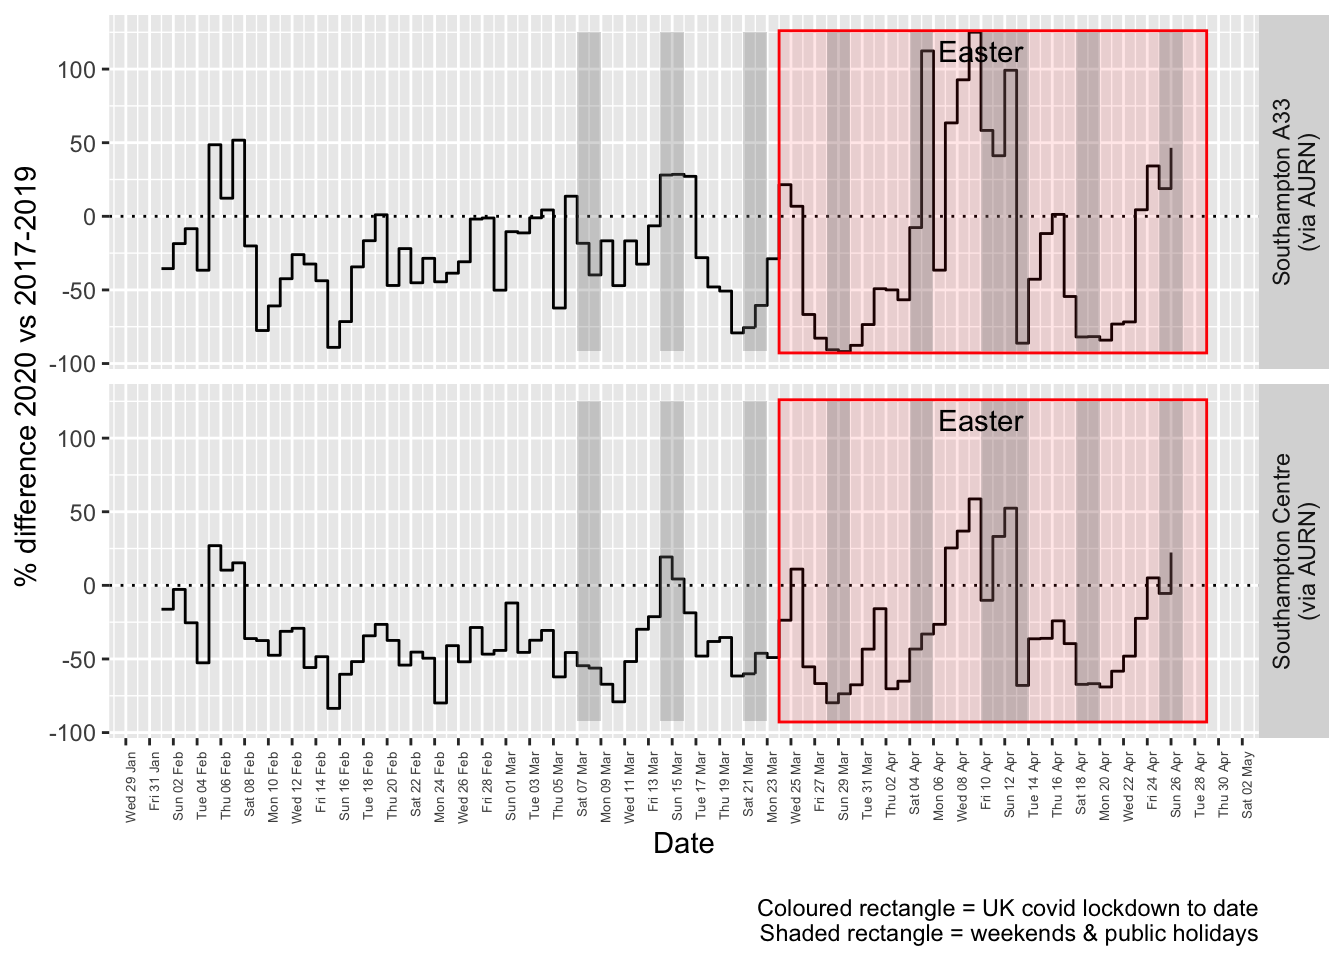 % difference 2020 vs 2017-2019
100
50
0
-50
-100
Easter
Southampton A33
(via AURN)
100
50
0
-50
-100
Easter
Southampton Centre
(via AURN)
Wed 29 Jan
Fri 31 Jan
Sun 02 Feb
Tue 04 Feb
Thu 06 Feb
Sat 08 Feb
Mon 10 Feb
Wed 12 Feb
Fri 14 Feb
Sun 16 Feb
Tue 18 Feb
Thu 20 Feb
Sat 22 Feb
Mon 24 Feb
Wed 26 Feb
Fri 28 Feb
Sun 01 Mar
Tue 03 Mar
Thu 05 Mar
Sat 07 Mar
Mon 09 Mar
Wed 11 Mar
Fri 13 Mar
Sun 15 Mar
Tue 17 Mar
Thu 19 Mar
Sat 21 Mar
Mon 23 Mar
Wed 25 Mar
Fri 27 Mar
Sun 29 Mar
Tue 31 Mar
Thu 02 Apr
Sat 04 Apr
Mon 06 Apr
Wed 08 Apr
Fri 10 Apr
Sun 12 Apr
Tue 14 Apr
Thu 16 Apr
Sat 18 Apr
Mon 20 Apr
Wed 22 Apr
Fri 24 Apr
Sun 26 Apr
Tue 28 Apr
Thu 30 Apr
Sat 02 May
Date
Coloured rectangle = UK covid lockdown to date
Shaded rectangle = weekends & public holidays